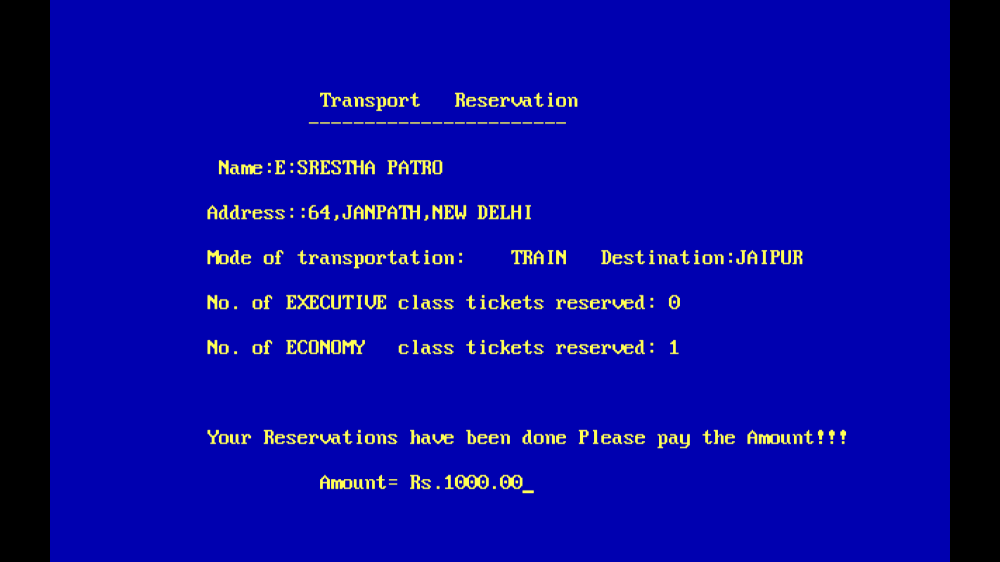 Transport   Reservation
-----------------------
Name:E:SRESTHA PATRO
Address::64,JANPATH,NEW DELHI
Mode of transportation:    TRAIN   Destination:JAIPUR
No. of EXECUTIVE class tickets reserved: 0
No. of ECONOMY   class tickets reserved: 1
Your Reservations have been done Please pay the Amount!!!
Amount= Rs.1000.00_